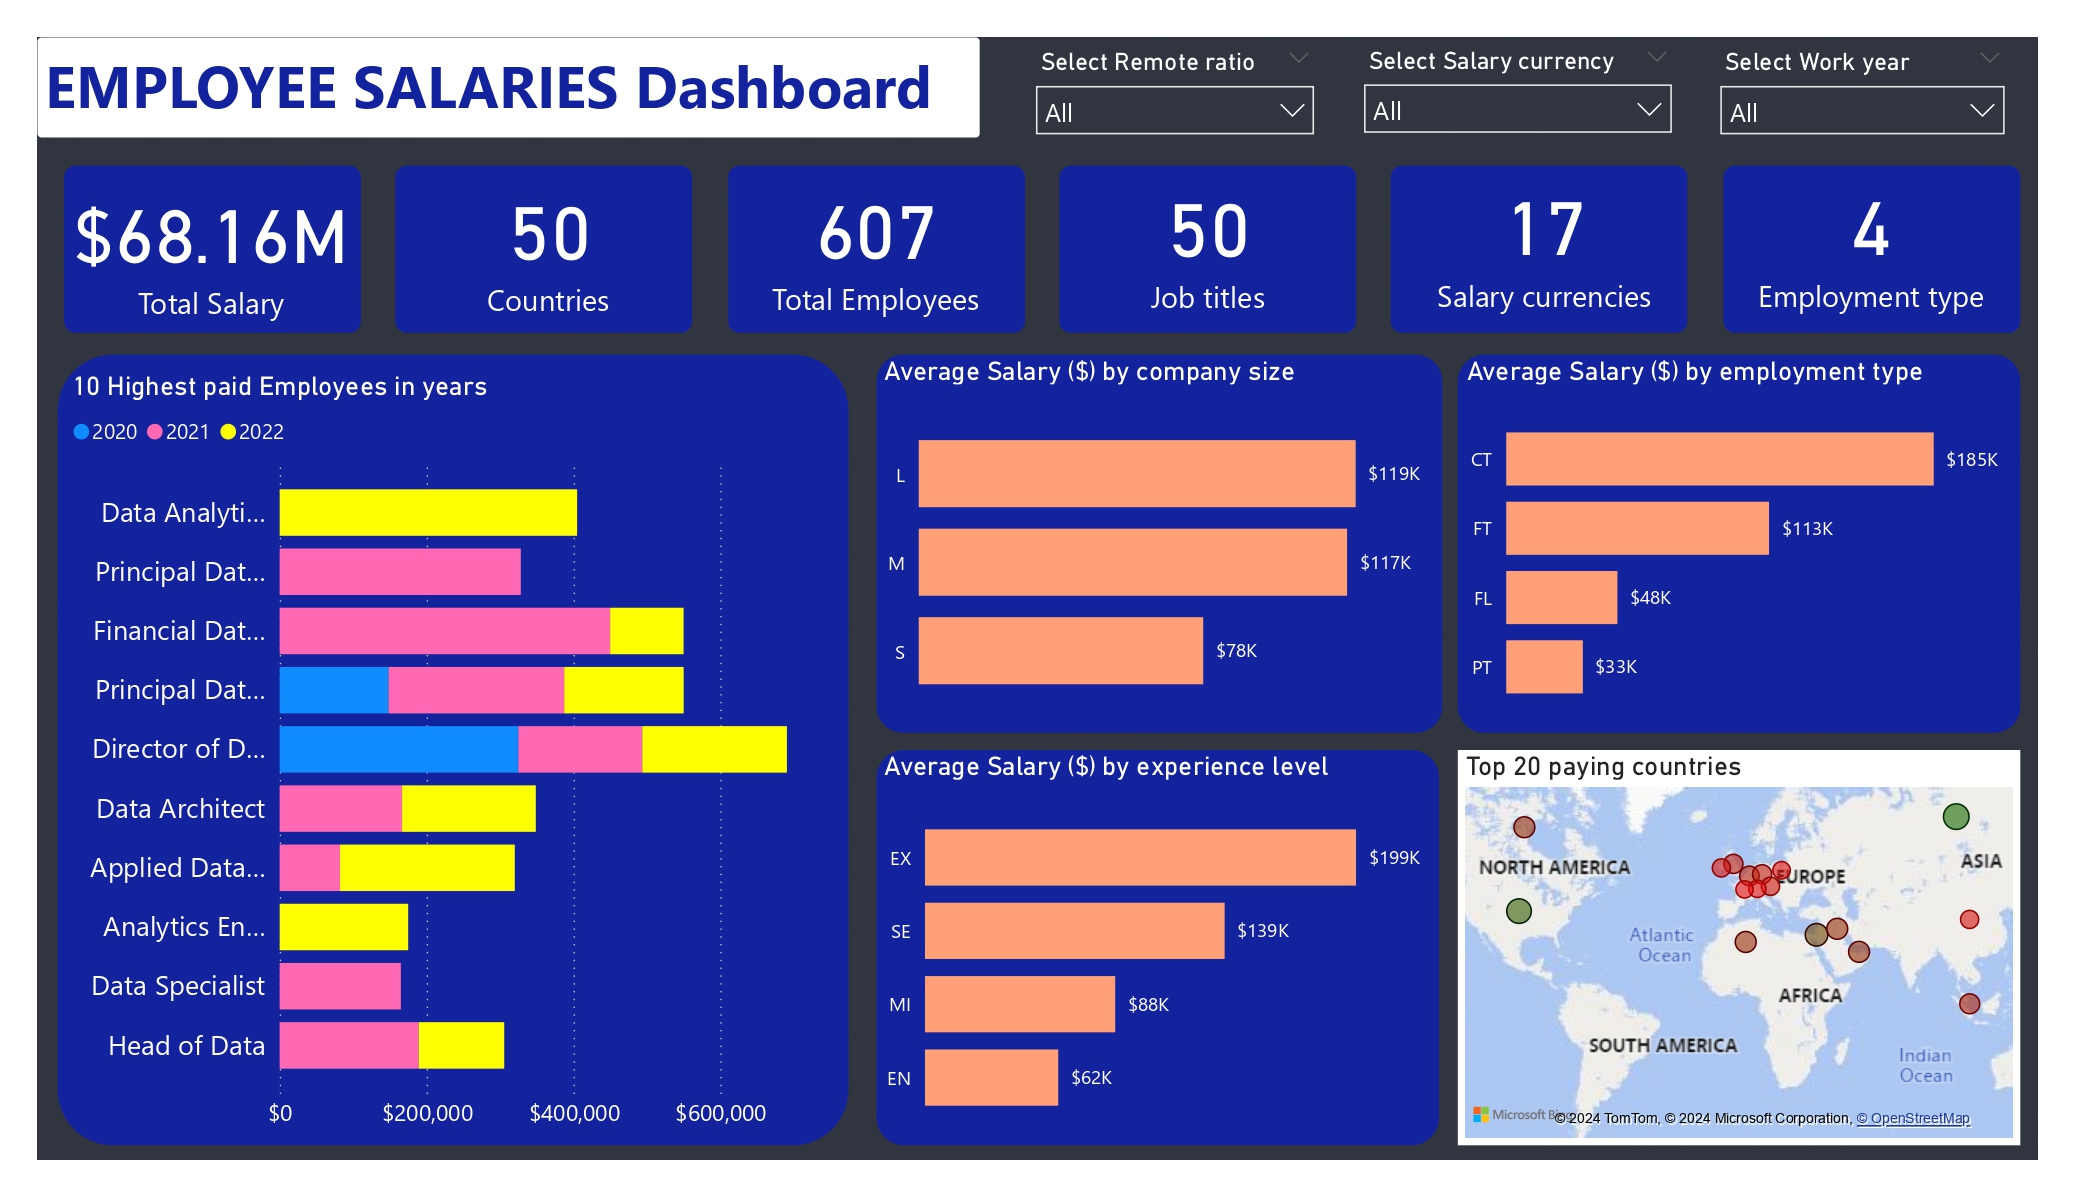 EMPLOYEE SALARIES Dashboard
Select Remote ratio
All
Select Salary currency
All
Select Work year
All
$68.16M
Total Salary
50
Countries
607
Total Employees
50
Job titles
17
Salary currencies
4
Employment type
10 Highest paid Employees in years
2020 2021 2022
Data Analyti...
Principal Dat...
Financial Dat...
Principal Dat...
Director of D...
Data Architect
Applied Data...
Analytics En...
Data Specialist
Head of Data
$0 $200,000 $400,000 $600,000
Average Salary ($) by company size
L $119K
M $117K
S $78K
Average Salary ($) by employment type
CT $185K
FT $113K
FL $48K
PT $33K
Average Salary ($) by experience level
EX $199K
SE $139K
MI $88K
EN $62K
Top 20 paying countries
NORTH AMERICA
EUROPE
ASIA
Atlantic
Ocean
AFRICA
SOUTH AMERICA
Indian
Ocean
Microsoft Bing
© 2024 TomTom, © 2024 Microsoft Corporation, © OpenStreetMap